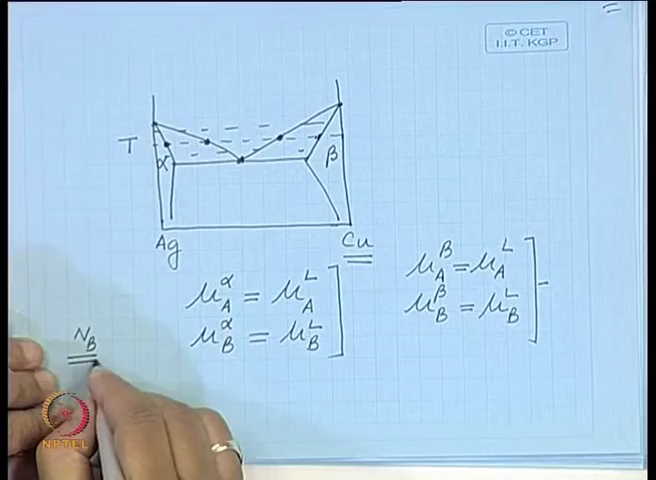 © CET
I.I.T. KGP
T
α
β
Ag
Cu
μ_A^α = μ_A^L
μ_B^α = μ_B^L
μ_A^β = μ_A^L
μ_B^β = μ_B^L
N_B
NPTEL